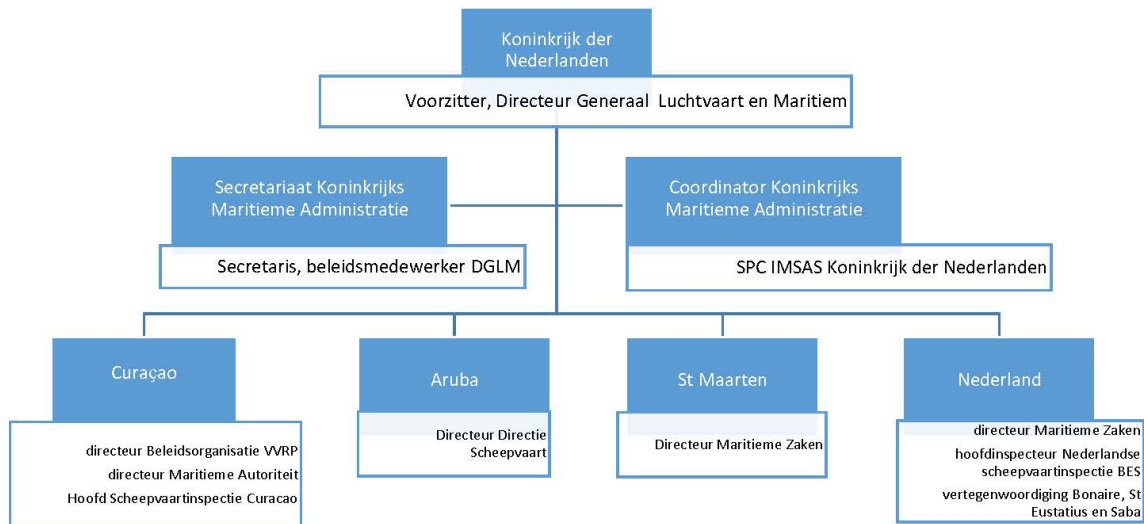 Koninkrijk der
Nederlanden
Voorzitter, Directeur Generaal Luchtvaart en Maritiem
Secretariaat Koninkrijks
Maritieme Administratie
Secretaris, beleidsmedewerker DGLM
Coordinator Koninkrijks
Maritieme Administratie
SPC IMSAS Koninkrijk der Nederlanden
Curaçao
directeur Beleidsorganisatie VVRP
directeur Maritieme Autoriteit
Hoofd Scheepvaartinspectie Curacao
Aruba
Directeur Directie
Scheepvaart
St Maarten
Directeur Maritieme Zaken
Nederland
directeur Maritieme Zaken
hoofdinspecteur Nederlandse
scheepvaartinspectie BES
vertegenwoordiging Bonaire, St
Eustatius en Saba